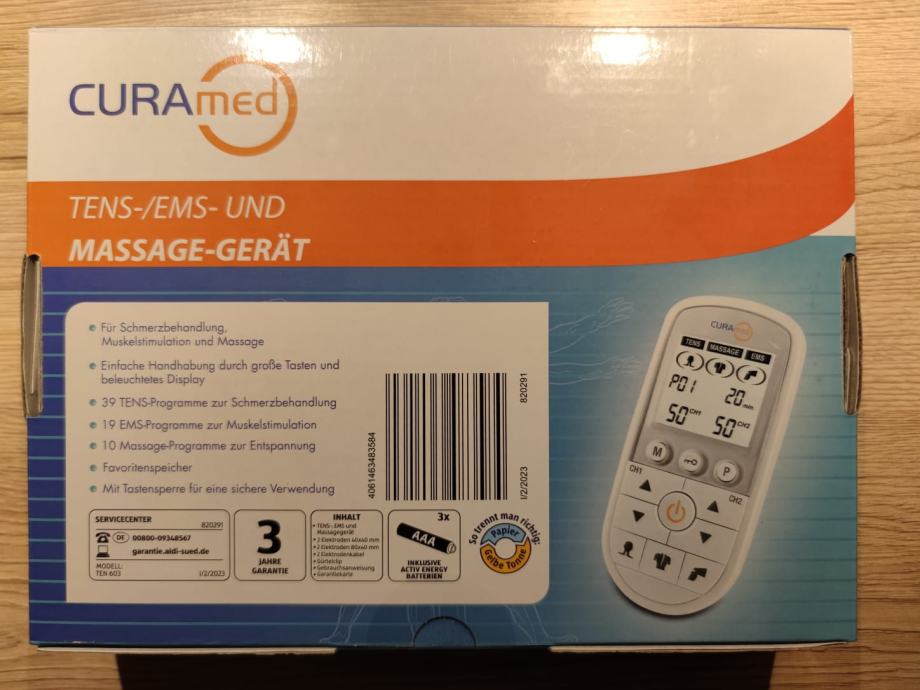 CURAmed
TENS-/EMS- UND
MASSAGE-GERÄT
• Für Schmerzbehandlung,
Muskelstimulation und Massage
• Einfache Handhabung durch große Tasten und
beleuchtetes Display
• 39 TENS-Programme zur Schmerzbehandlung
• 19 EMS-Programme zur Muskelstimulation
• 10 Massage-Programme zur Entspannung
• Favoritenspeicher
• Mit Tastensperre für eine sichere Verwendung
4061463483584
820291
I/2/2023
SERVICECENTER
820291
DE 00800-09348567
garantie.aldi-sued.de
MODELL:
TEN 603
I/2/2023
3
JAHRE
GARANTIE
INHALT
• TENS-, EMS und
Massagegerät
• 2 Elektroden 40x40 mm
• 2 Elektroden 80x40 mm
• 2 Elektrodenkabel
• Gürtelclip
• Gebrauchsanweisung
• Garantiekarte
3x
AAA
INKLUSIVE
ACTIV ENERGY
BATTERIEN
So trennt man richtig:
Papier
Gelbe Tonne
CURAmed
TENS MASSAGE EMS
P01 20 min
50 CH1 50 CH2
M P
CH1 CH2